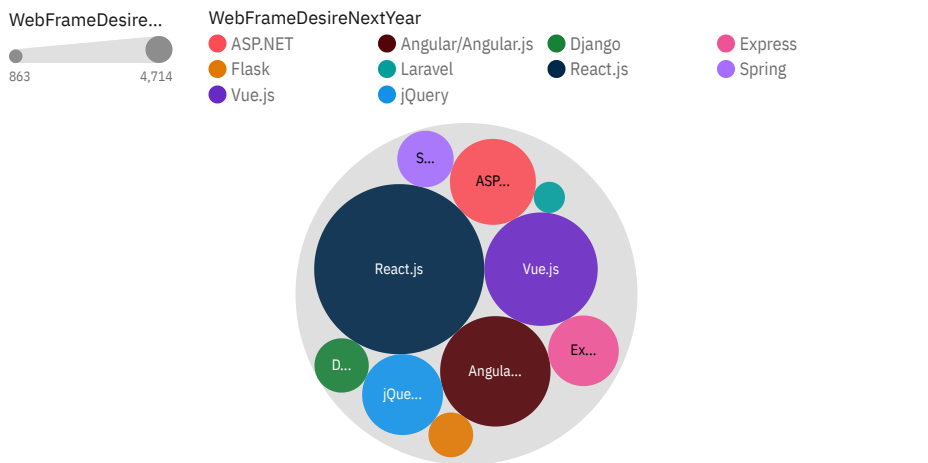 WebFrameDesire...
863 4,714
WebFrameDesireNextYear
ASP.NET Angular/Angular.js Django Express
Flask Laravel React.js Spring
Vue.js jQuery
S...
ASP...
React.js
Vue.js
Ex...
D...
Angula...
jQue...